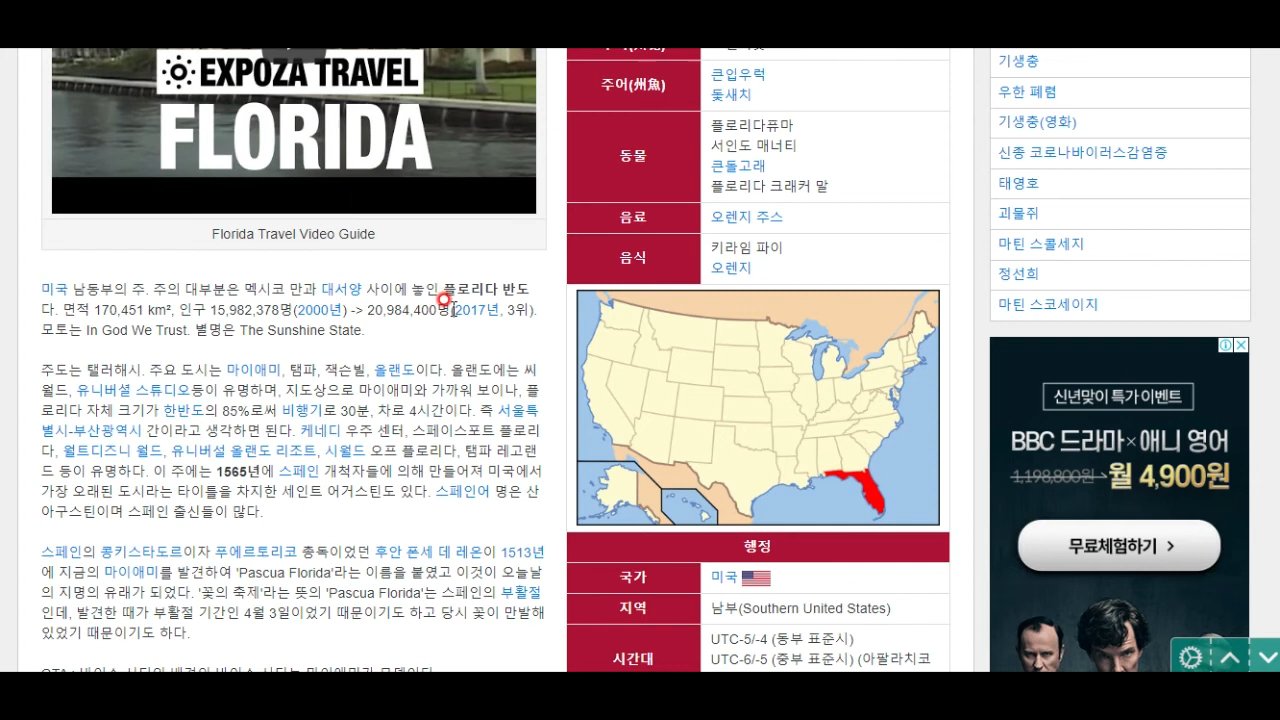 EXPOZA TRAVEL
FLORIDA
Florida Travel Video Guide
미국 남동부의 주. 주의 대부분은 멕시코 만과 대서양 사이에 놓인 플로리다 반도
다. 면적 170,451 km², 인구 15,982,378명(2000년) -> 20,984,400명(2017년, 3위).
모토는 In God We Trust. 별명은 The Sunshine State.
주도는 탤러해시. 주요 도시는 마이애미, 탬파, 잭슨빌, 올랜도이다. 올랜도에는 씨
월드, 유니버셜 스튜디오등이 유명하며, 지도상으로 마이애미와 가까워 보이나, 플
로리다 자체 크기가 한반도의 85%로써 비행기로 30분, 차로 4시간이다. 즉 서울특
별시-부산광역시 간이라고 생각하면 된다. 케네디 우주 센터, 스페이스포트 플로리
다, 월트디즈니 월드, 유니버설 올랜도 리조트, 시월드 오프 플로리다, 탬파 레고랜
드 등이 유명하다. 이 주에는 1565년에 스페인 개척자들에 의해 만들어져 미국에서
가장 오래된 도시라는 타이틀을 차지한 세인트 어거스틴도 있다. 스페인어 명은 산
아구스틴이며 스페인 출신들이 많다.
스페인의 콩키스타도르이자 푸에르토리코 총독이었던 후안 폰세 데 레온이 1513년
에 지금의 마이애미를 발견하여 'Pascua Florida'라는 이름을 붙였고 이것이 오늘날
의 지명의 유래가 되었다. '꽃의 축제'라는 뜻의 'Pascua Florida'는 스페인의 부활절
인데, 발견한 때가 부활절 기간인 4월 3일이었기 때문이기도 하고 당시 꽃이 만발해
있었기 때문이기도 하다.
주어(州魚)
큰입우럭
돛새치
동물
플로리다퓨마
서인도 매너티
큰돌고래
플로리다 크래커 말
음료
오렌지 주스
음식
키라임 파이
오렌지
행정
국가
미국
지역
남부(Southern United States)
시간대
UTC-5/-4 (동부 표준시)
UTC-6/-5 (중부 표준시) (아팔라치코
기생충
우한 폐렴
기생충(영화)
신종 코로나바이러스감염증
태영호
괴물쥐
마틴 스콜세지
정선희
마틴 스코세이지
신년맞이 특가 이벤트
BBC 드라마×애니 영어
1,198,800원 월 4,900원
무료체험하기 >